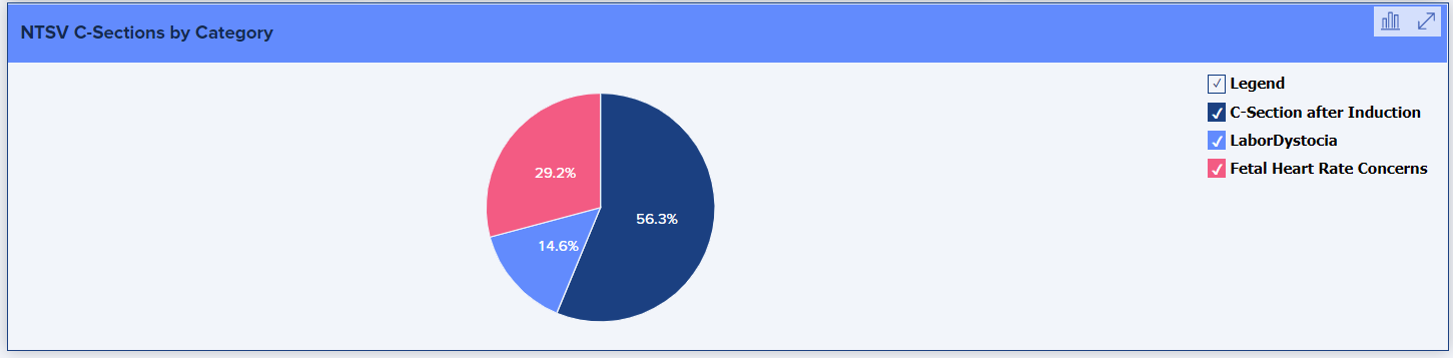 NTSV C-Sections by Category
Legend
C-Section after Induction
LaborDystocia
Fetal Heart Rate Concerns
29.2%
56.3%
14.6%